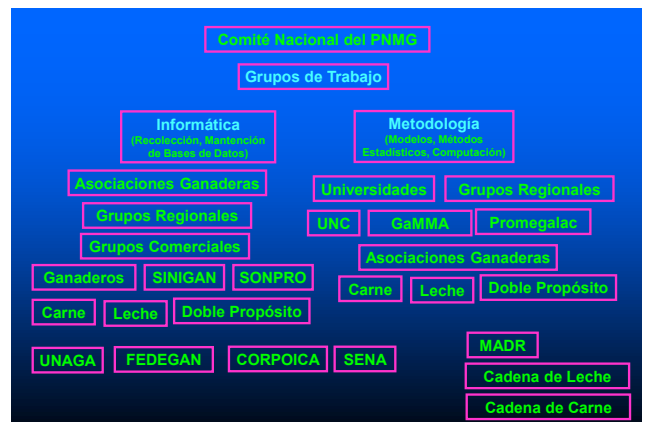 Comité Nacional del PNMG
Grupos de Trabajo
Informática
(Recolección, Mantención
de Bases de Datos)
Asociaciones Ganaderas
Grupos Regionales
Grupos Comerciales
Ganaderos SINIGAN SONPRO
Carne Leche Doble Propósito
Metodología
(Modelos, Métodos
Estadísticos, Computación)
Universidades Grupos Regionales
UNC GaMMA Promegalac
Asociaciones Ganaderas
Carne Leche Doble Propósito
UNAGA FEDEGAN CORPOICA SENA
MADR
Cadena de Leche
Cadena de Carne